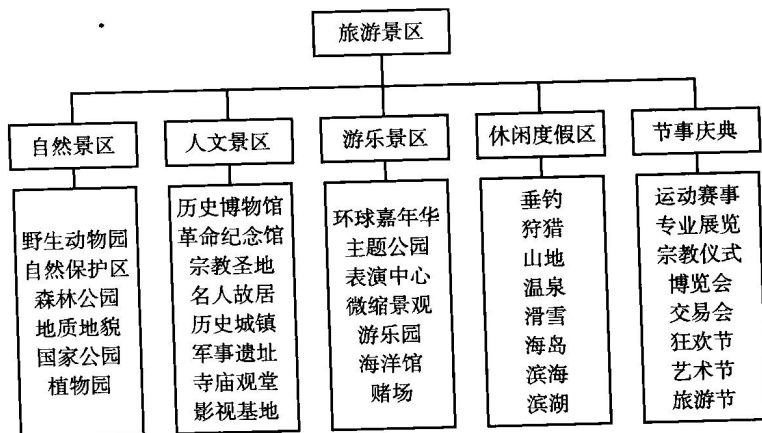 旅游景区
自然景区
人文景区
游乐景区
休闲度假区
节事庆典
野生动物园
自然保护区
森林公园
地质地貌
国家公园
植物园
历史博物馆
革命纪念馆
宗教圣地
名人故居
历史城镇
军事遗址
寺庙观堂
影视基地
环球嘉年华
主题公园
表演中心
微缩景观
游乐园
海洋馆
赌场
垂钓
狩猎
山地
温泉
滑雪
海岛
滨海
滨湖
运动赛事
专业展览
宗教仪式
博览会
交易会
狂欢节
艺术节
旅游节